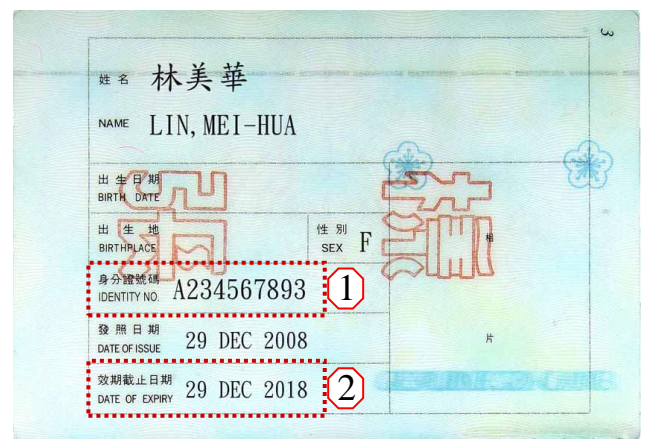 3
姓 名 林美華
NAME LIN, MEI-HUA
出 生 日 期
BIRTH DATE
出 生 地
BIRTHPLACE
性 別
SEX F
相
身分證號碼
IDENTITY NO. A234567893 1
發 照 日 期
DATE OF ISSUE 29 DEC 2008
片
效期截止日期
DATE OF EXPIRY 29 DEC 2018 2